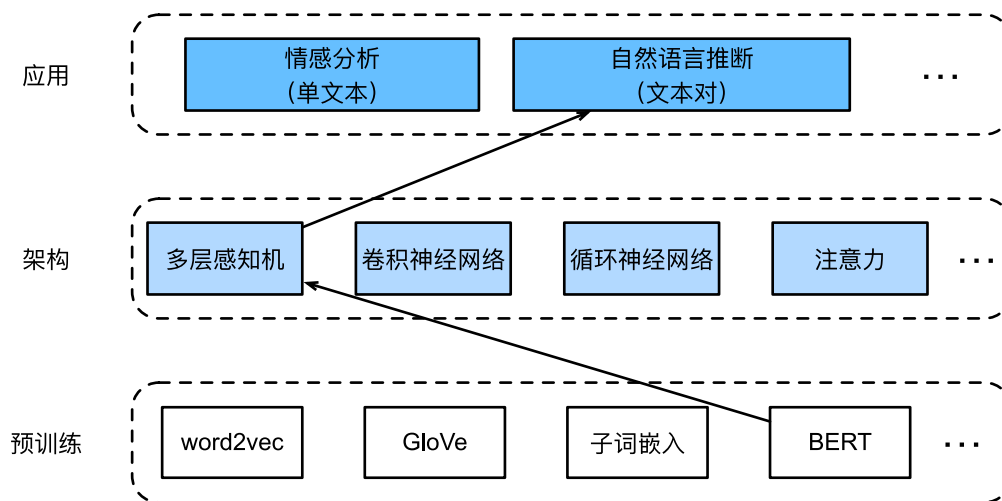 应用
情感分析
（单文本）
自然语言推断
（文本对）
...
架构
多层感知机
卷积神经网络
循环神经网络
注意力
...
预训练
word2vec
GloVe
子词嵌入
BERT
...